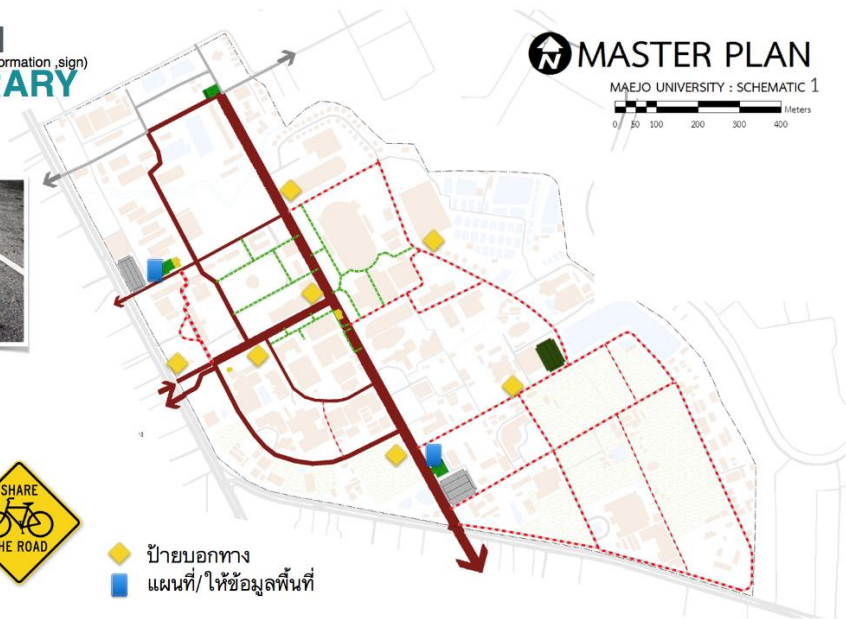 ormation ,sign)
RARY
MASTER PLAN
MAEJO UNIVERSITY : SCHEMATIC 1
Meters
0 50 100 200 300 400
N
SHARE
HE ROAD
ป้ายบอกทาง
แผนที่/ให้ข้อมูลพื้นที่